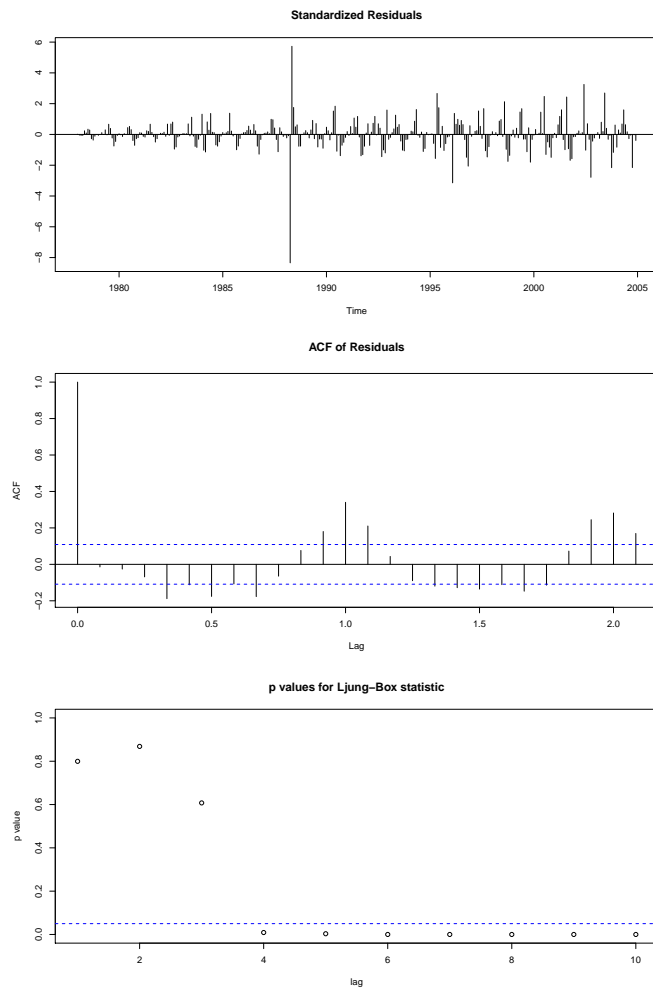 Standardized Residuals
6
4
2
0
-2
-4
-6
-8
1980 1985 1990 1995 2000 2005
Time
ACF of Residuals
ACF
1.0
0.8
0.6
0.4
0.2
0.0
-0.2
0.0 0.5 1.0 1.5 2.0
Lag
p values for Ljung–Box statistic
p value
1.0
0.8
0.6
0.4
0.2
0.0
2 4 6 8 10
lag